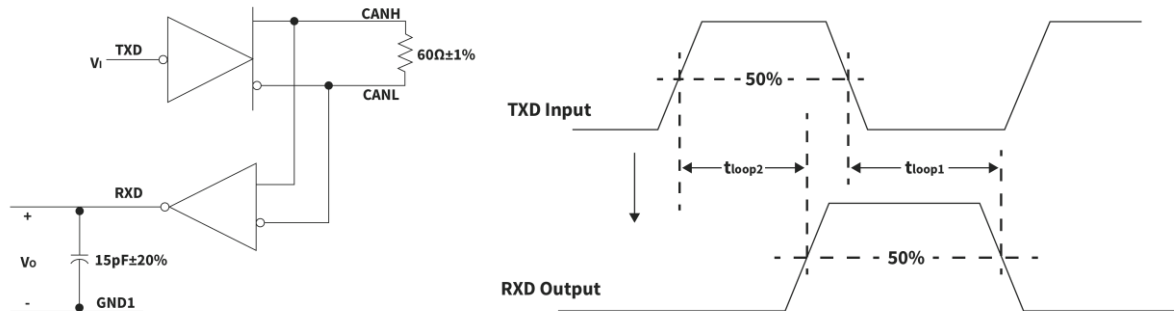 CANH
TXD
VI
60Ω±1%
CANL
RXD
+
VO
15pF±20%
-
GND1
50%
TXD Input
tloop2
tloop1
50%
RXD Output